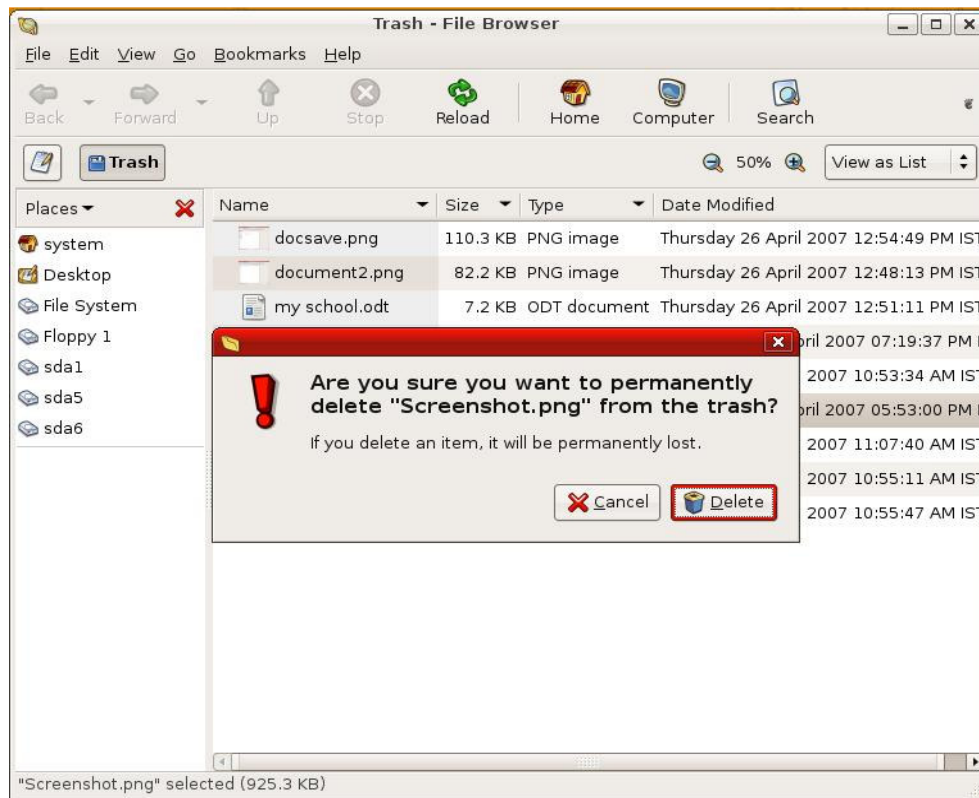 Trash - File Browser
File Edit View Go Bookmarks Help
Back Forward Up Stop Reload Home Computer Search
Trash 50% View as List
Places Name Size Type Date Modified
system
Desktop
File System
Floppy 1
sda1
sda5
sda6
docsave.png 110.3 KB PNG image Thursday 26 April 2007 12:54:49 PM IST
document2.png 82.2 KB PNG image Thursday 26 April 2007 12:48:13 PM IST
my school.odt 7.2 KB ODT document Thursday 26 April 2007 12:51:11 PM IST
2007 07:19:37 PM
2007 10:53:34 AM IST
2007 05:53:00 PM
2007 11:07:40 AM IST
2007 10:55:11 AM IST
2007 10:55:47 AM IST
Are you sure you want to permanently
delete "Screenshot.png" from the trash?
If you delete an item, it will be permanently lost.
Cancel Delete
"Screenshot.png" selected (925.3 KB)